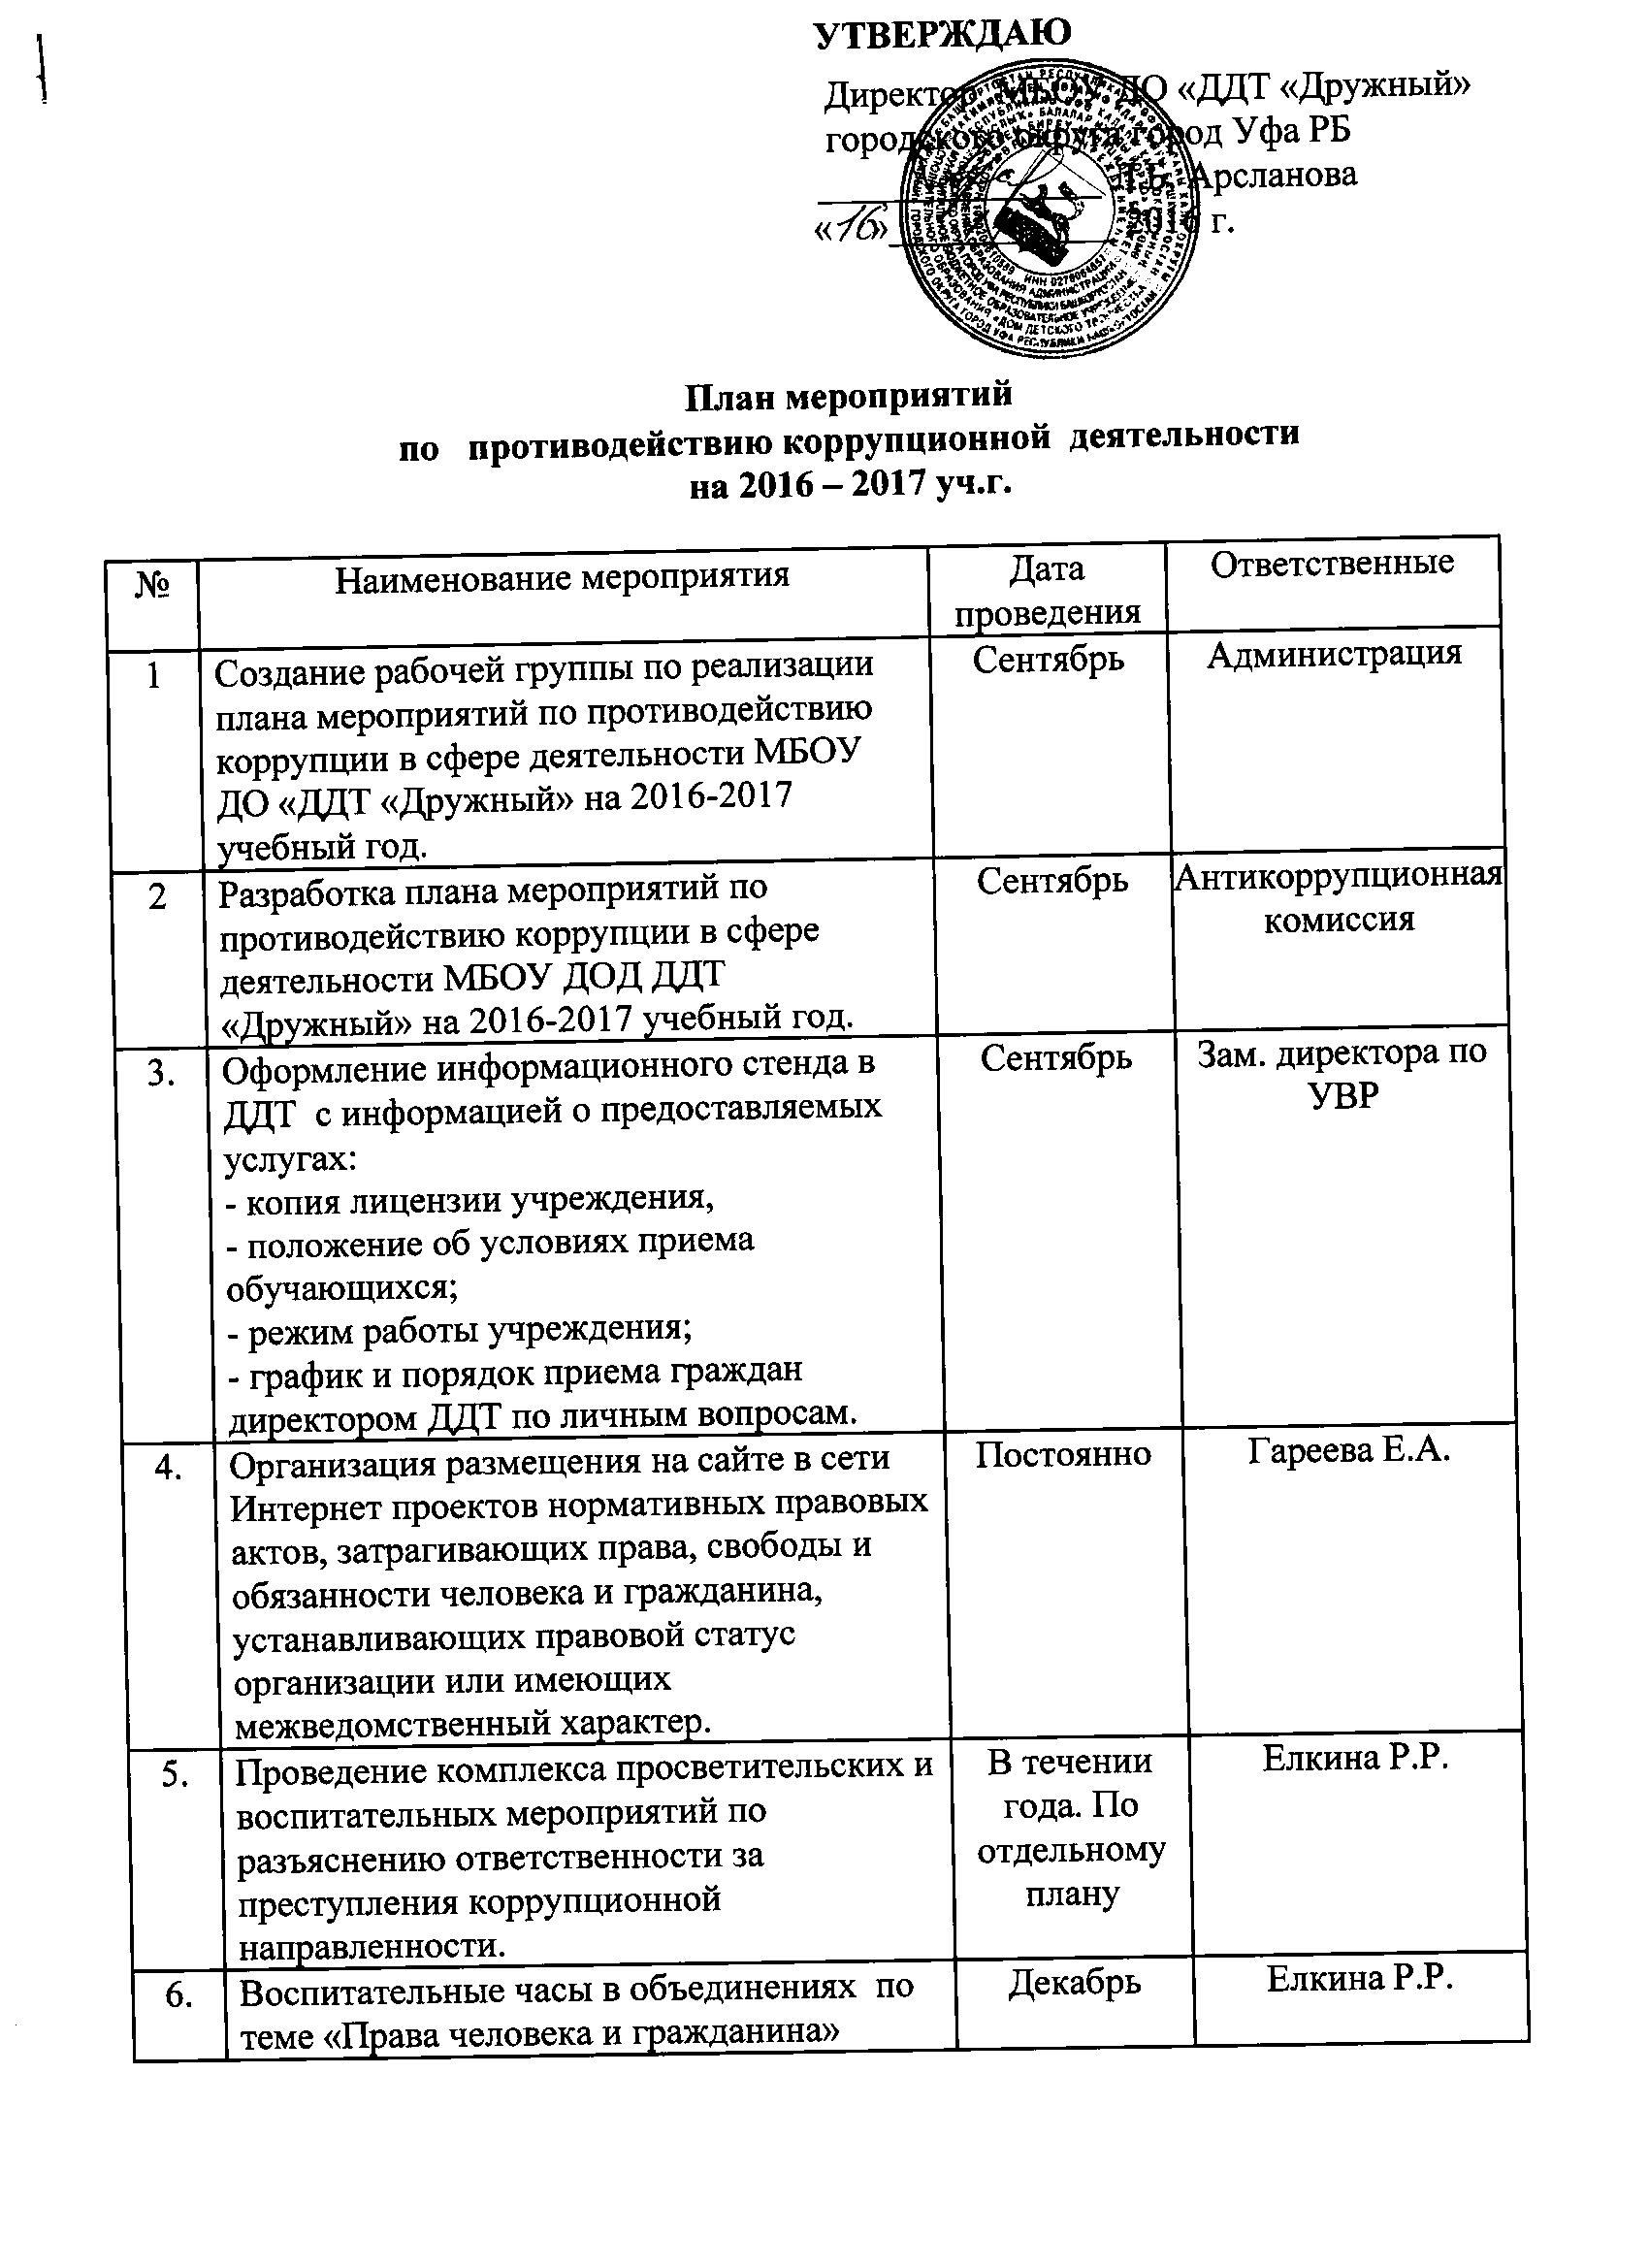 УТВЕРЖДАЮ
Директор МБОУ ДО «ДДТ «Дружный»
городского округа город Уфа РБ
Арсланова
«16» 2016 г.
План мероприятий
по противодействию коррупционной деятельности
на 2016 – 2017 уч.г.
№ Наименование мероприятия Дата проведения Ответственные
1 Создание рабочей группы по реализации Сентябрь Администрация
плана мероприятий по противодействию
коррупции в сфере деятельности МБОУ
ДО «ДДТ «Дружный» на 2016-2017
учебный год.
2 Разработка плана мероприятий по Сентябрь Антикоррупционная
противодействию коррупции в сфере комиссия
деятельности МБОУ ДОД ДДТ
«Дружный» на 2016-2017 учебный год.
3. Оформление информационного стенда в Сентябрь Зам. директора по
ДДТ с информацией о предоставляемых УВР
услугах:
- копия лицензии учреждения,
- положение об условиях приема
обучающихся;
- режим работы учреждения;
- график и порядок приема граждан
директором ДДТ по личным вопросам.
4. Организация размещения на сайте в сети Постоянно Гареева Е.А.
Интернет проектов нормативных правовых
актов, затрагивающих права, свободы и
обязанности человека и гражданина,
устанавливающих правовой статус
организации или имеющих
межведомственный характер.
5. Проведение комплекса просветительских и В течении Елкина Р.Р.
воспитательных мероприятий по года. По
разъяснению ответственности за отдельному
преступления коррупционной плану
направленности.
6. Воспитательные часы в объединениях по Декабрь Елкина Р.Р.
теме «Права человека и гражданина»